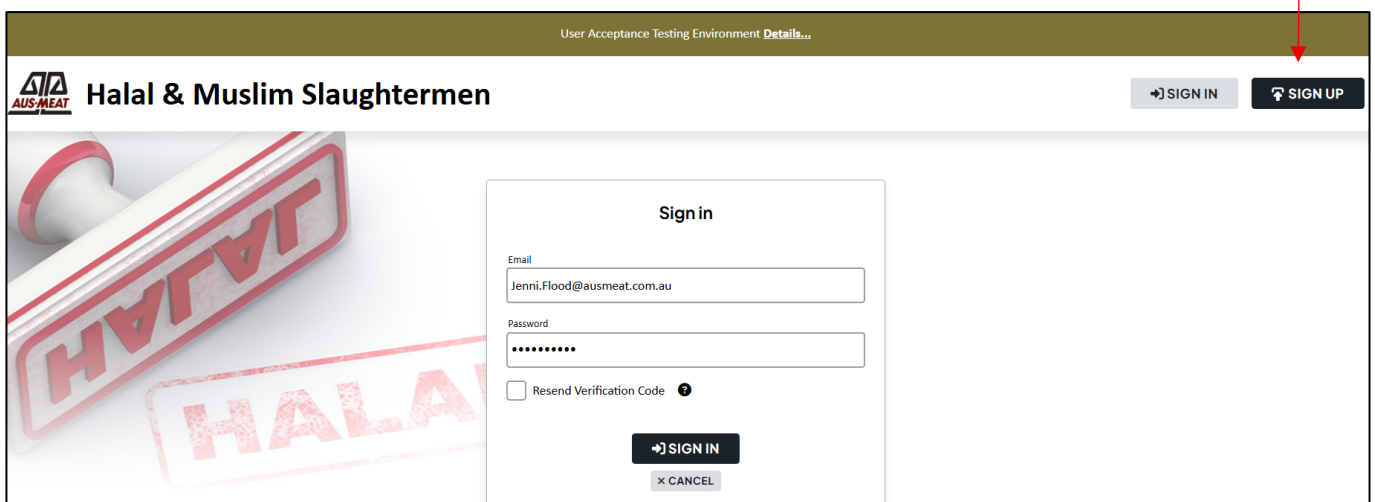 User Acceptance Testing Environment Details...
AUS-MEAT
Halal & Muslim Slaughtermen
SIGN IN
SIGN UP
HALAL
HALA
Sign in
Email
Jenni.Flood@ausmeat.com.au
Password
••••••••••
Resend Verification Code ?
SIGN IN
× CANCEL